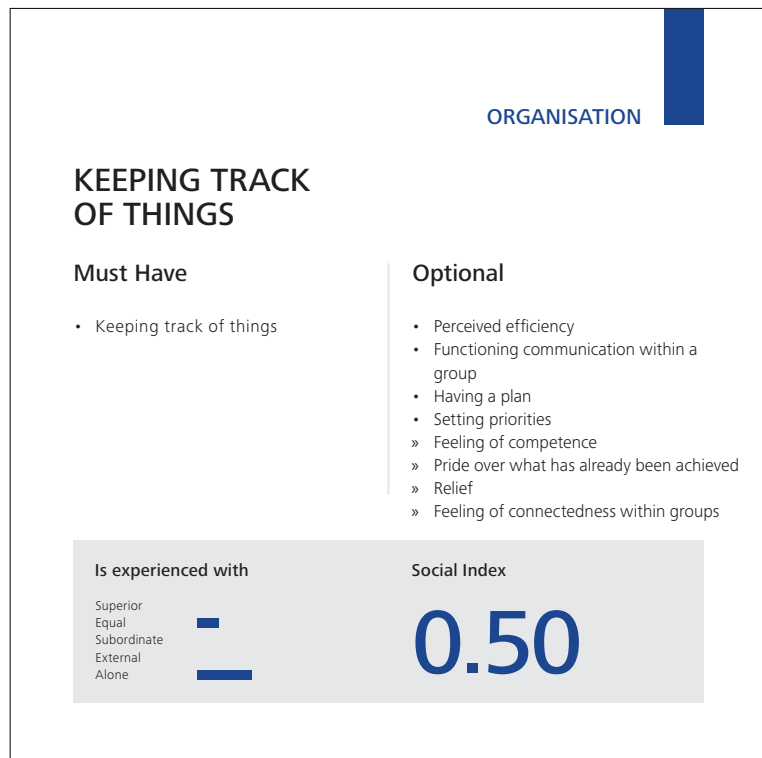 ORGANISATION
KEEPING TRACK
OF THINGS
Must Have
• Keeping track of things
Optional
• Perceived efficiency
• Functioning communication within a
group
• Having a plan
• Setting priorities
» Feeling of competence
» Pride over what has already been achieved
» Relief
» Feeling of connectedness within groups
Is experienced with
Superior
Equal
Subordinate
External
Alone
Social Index
0.50